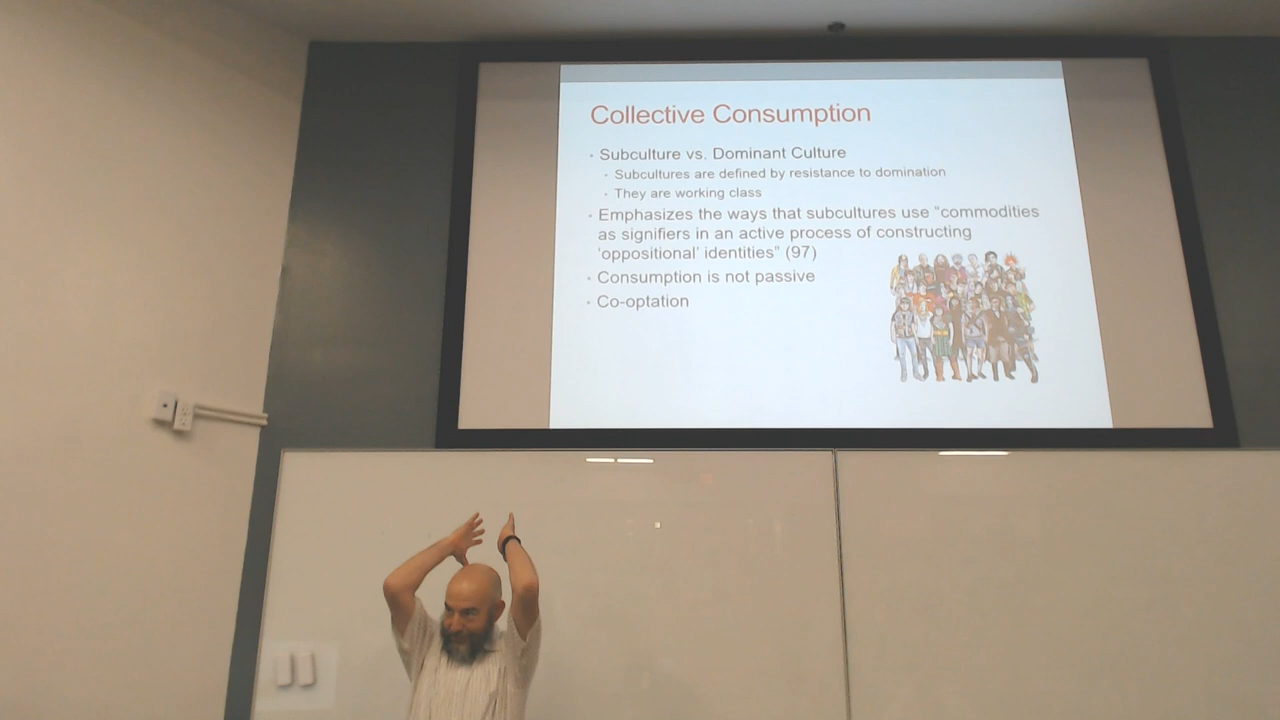 Collective Consumption
• Subculture vs. Dominant Culture
• Subcultures are defined by resistance to domination
• They are working class
• Emphasizes the ways that subcultures use “commodities
as signifiers in an active process of constructing
‘oppositional’ identities” (97)
• Consumption is not passive
• Co-optation